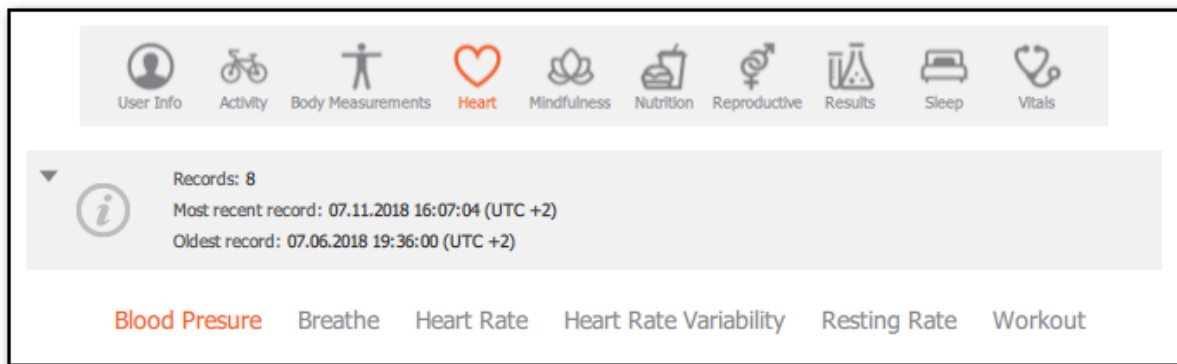 User Info Activity Body Measurements Heart Mindfulness Nutrition Reproductive Results Sleep Vitals
Records: 8
Most recent record: 07.11.2018 16:07:04 (UTC +2)
Oldest record: 07.06.2018 19:36:00 (UTC +2)
Blood Presure Breathe Heart Rate Heart Rate Variability Resting Rate Workout